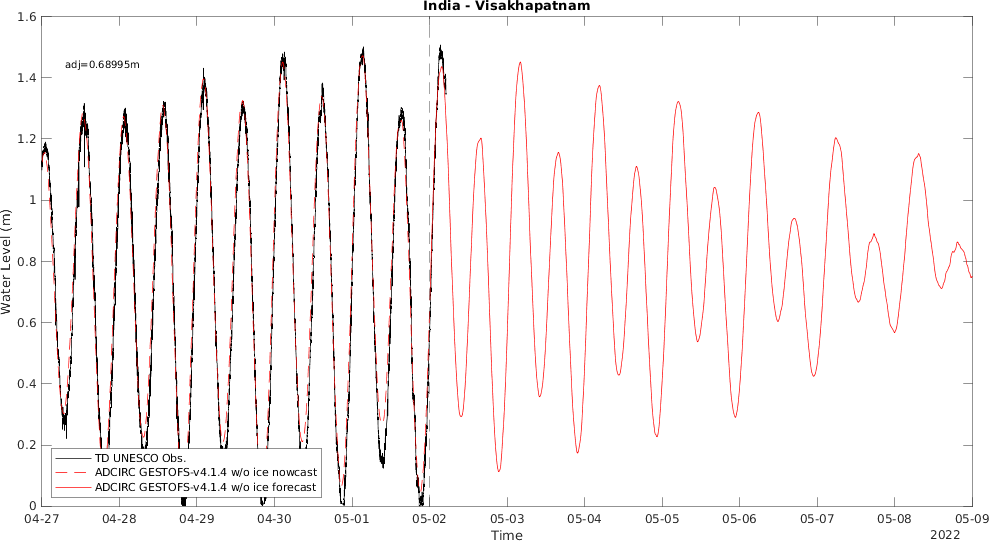 India - Visakhapatnam
adj=0.68995m
1.6
1.4
1.2
1
0.8
0.6
0.4
0.2
0
Water Level (m)
TD UNESCO Obs.
ADCIRC GESTOFS-v4.1.4 w/o ice nowcast
ADCIRC GESTOFS-v4.1.4 w/o ice forecast
04-27 04-28 04-29 04-30 05-01 05-02 05-03 05-04 05-05 05-06 05-07 05-08 05-09
Time
2022